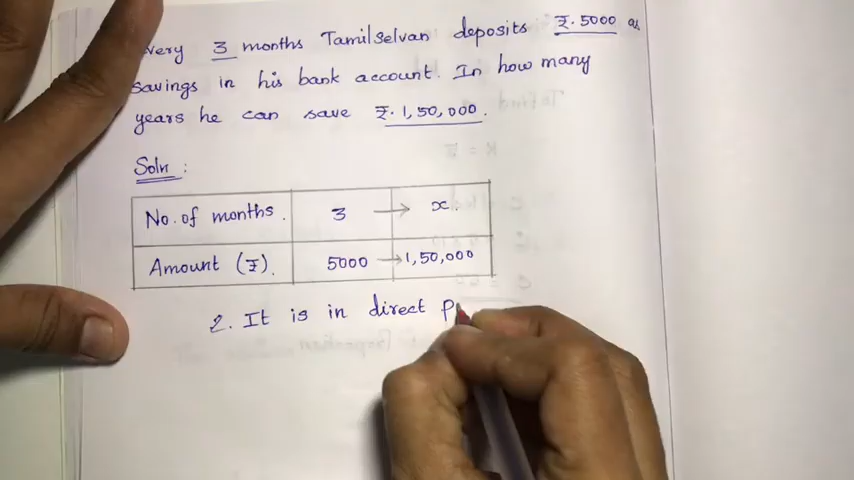 very 3 months Tamilselvan deposits ₹. 5000 as
savings in his bank account. In how many
years he can save ₹. 1,50,000.
Soln :
No. of months. 3 → x.
Amount (₹). 5000 → 1,50,000
2. It is in direct p